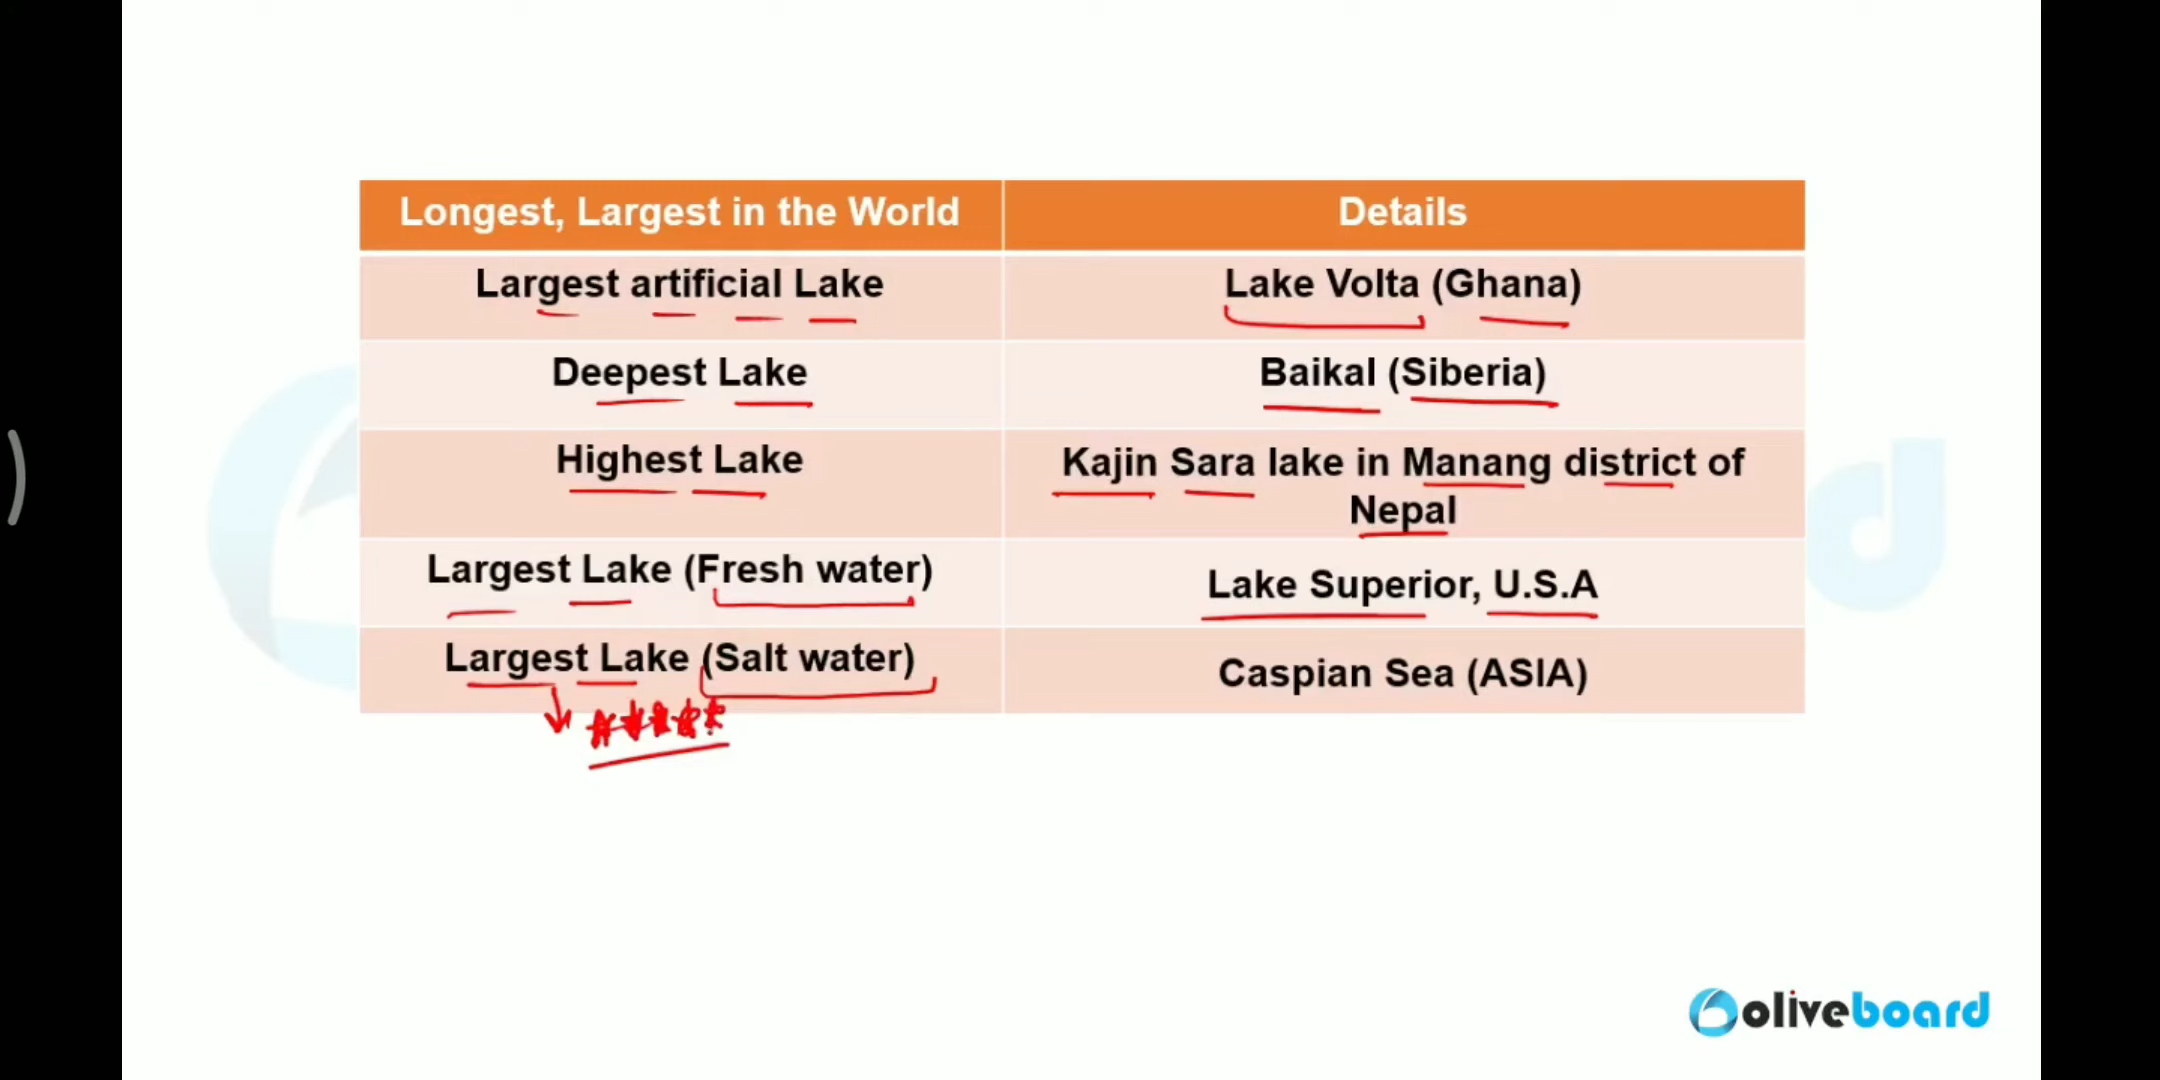 Longest, Largest in the World
Details
Largest artificial Lake
Lake Volta (Ghana)
Deepest Lake
Baikal (Siberia)
Highest Lake
Kajin Sara lake in Manang district of
Nepal
Largest Lake (Fresh water)
Lake Superior, U.S.A
Largest Lake (Salt water)
Caspian Sea (ASIA)
oliveboard